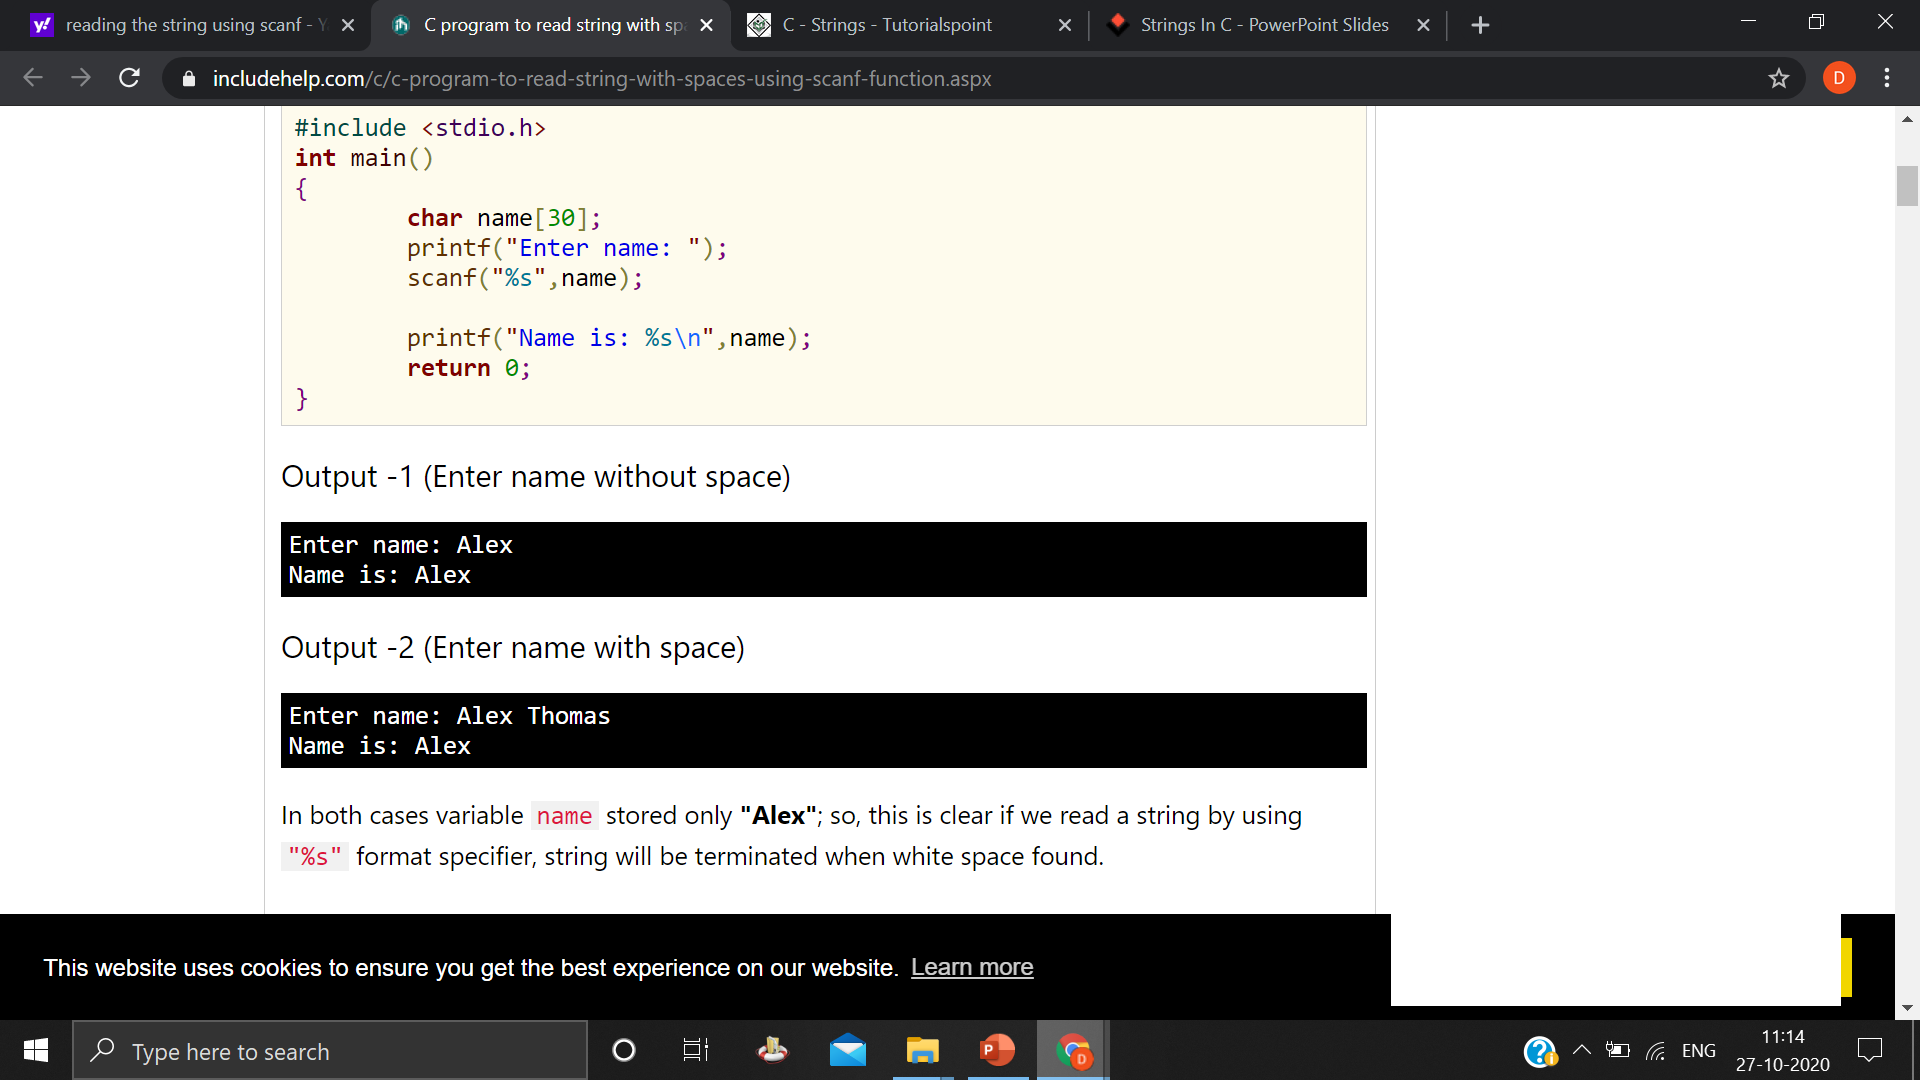 reading the string using scanf - Y
C program to read string with sp
C - Strings - Tutorialspoint
Strings In C - PowerPoint Slides
includehelp.com/c/c-program-to-read-string-with-spaces-using-scanf-function.aspx
D
#include <stdio.h>
int main()
{
char name[30];
printf("Enter name: ");
scanf("%s",name);
printf("Name is: %s\n",name);
return 0;
}
Output -1 (Enter name without space)
Enter name: Alex
Name is: Alex
Output -2 (Enter name with space)
Enter name: Alex Thomas
Name is: Alex
In both cases variable name stored only "Alex"; so, this is clear if we read a string by using
"%s" format specifier, string will be terminated when white space found.
This website uses cookies to ensure you get the best experience on our website. Learn more
Type here to search
ENG
11:14
27-10-2020